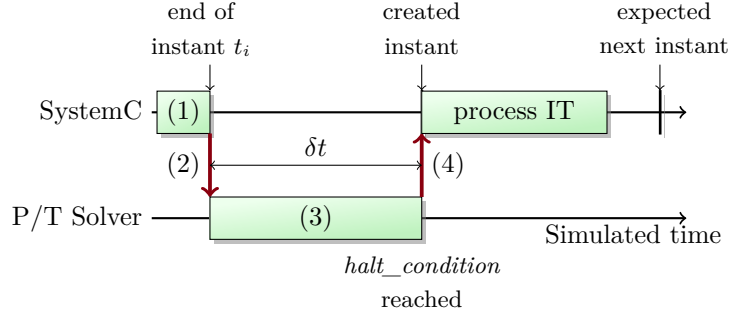 end of
instant t_i
created
instant
expected
next instant
SystemC
(1)
process IT
(2)
δt
(4)
P/T Solver
(3)
Simulated time
halt_condition
reached